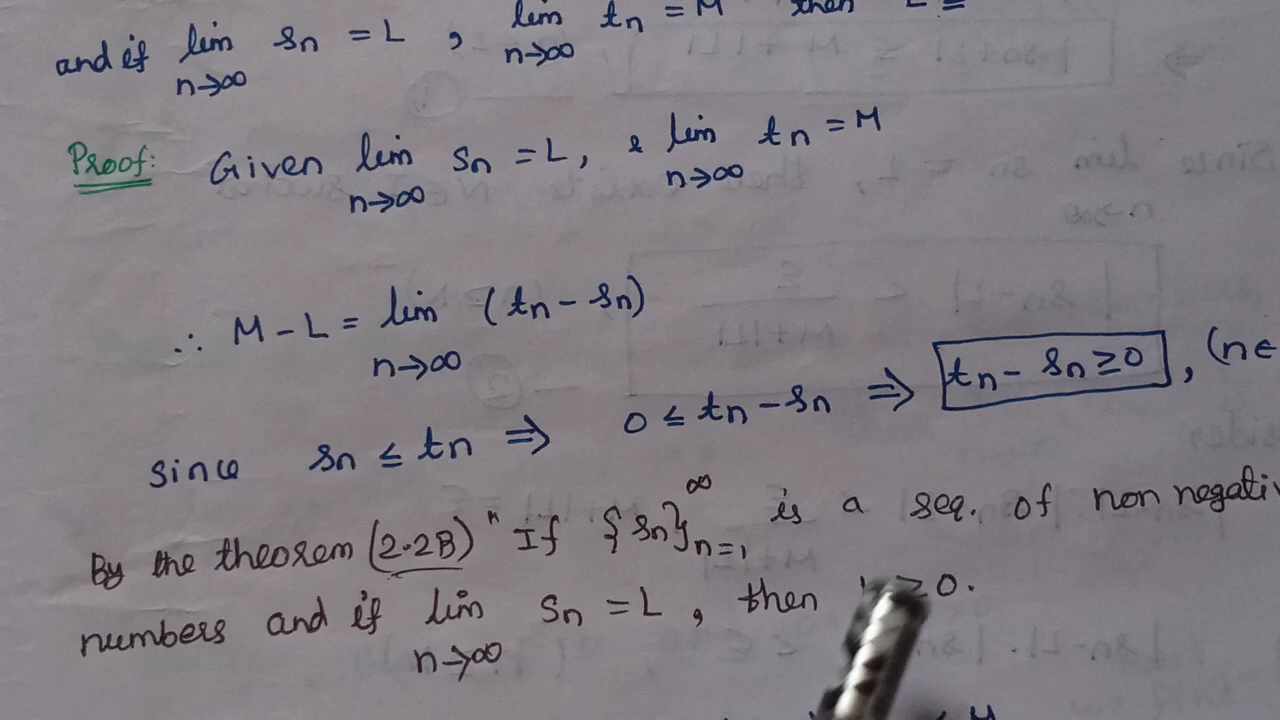 and if lim n→∞ sn = L , lim n→∞ tn = M then L ≤
Proof: Given lim n→∞ sn = L, & lim n→∞ tn = M
∴ M - L = lim n→∞ (tn - sn)
since sn ≤ tn ⇒ 0 ≤ tn - sn ⇒ tn - sn ≥ 0, (n∈
By the theorem (2.2B) " If {sn}∞n=1 is a seq. of non negati
numbers and if lim n→∞ sn = L, then ≥ 0.
M